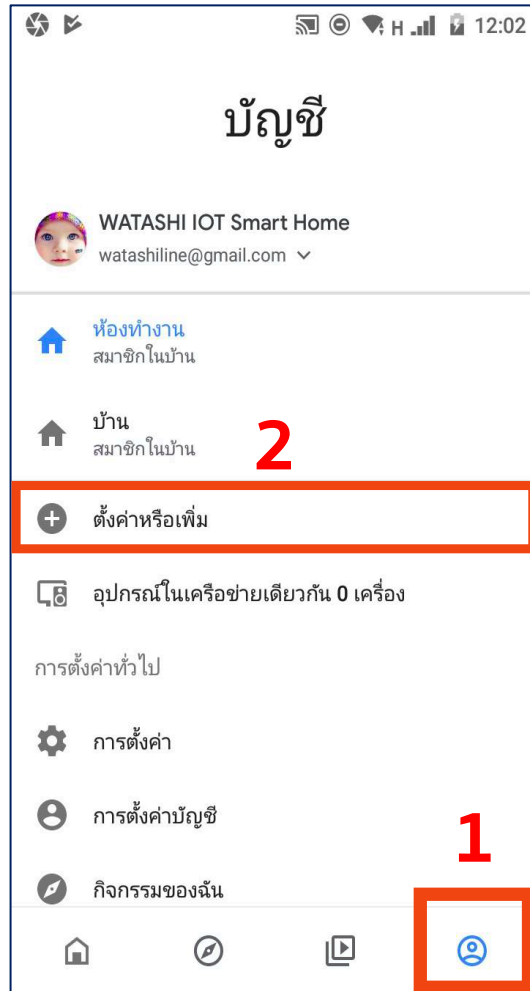 H 12:02
บัญชี
WATASHI IOT Smart Home
watashiline@gmail.com
ห้องทำงาน
สมาชิกในบ้าน
บ้าน
สมาชิกในบ้าน
2
ตั้งค่าหรือเพิ่ม
อุปกรณ์ในเครือข่ายเดียวกัน 0 เครื่อง
การตั้งค่าทั่วไป
การตั้งค่า
การตั้งค่าบัญชี
1
กิจกรรมของฉัน